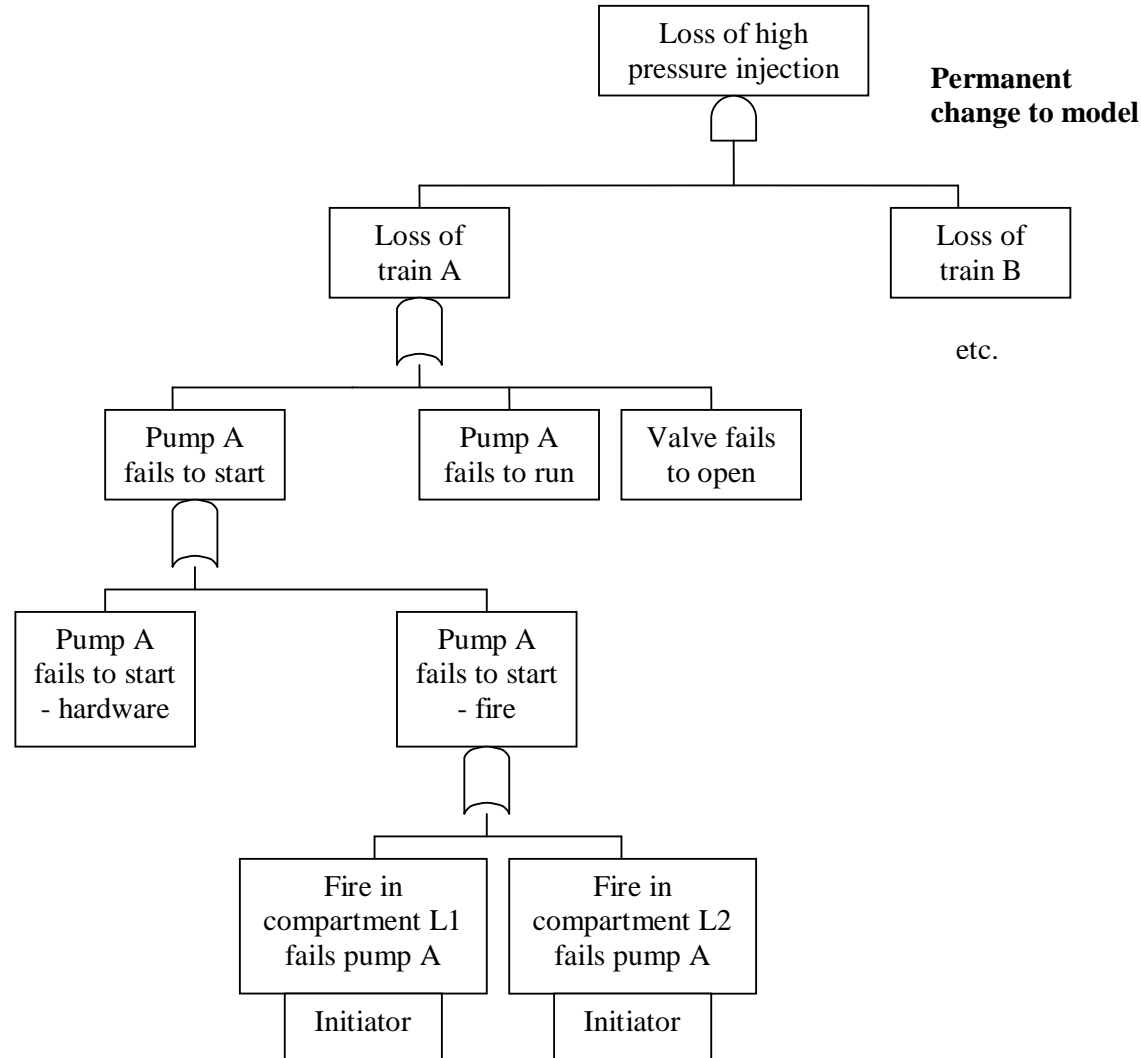 Loss of high
pressure injection
Permanent
change to model
Loss of
train A
Loss of
train B
etc.
Pump A
fails to start
Pump A
fails to run
Valve fails
to open
Pump A
fails to start
- hardware
Pump A
fails to start
- fire
Fire in
compartment L1
fails pump A
Fire in
compartment L2
fails pump A
Initiator
Initiator